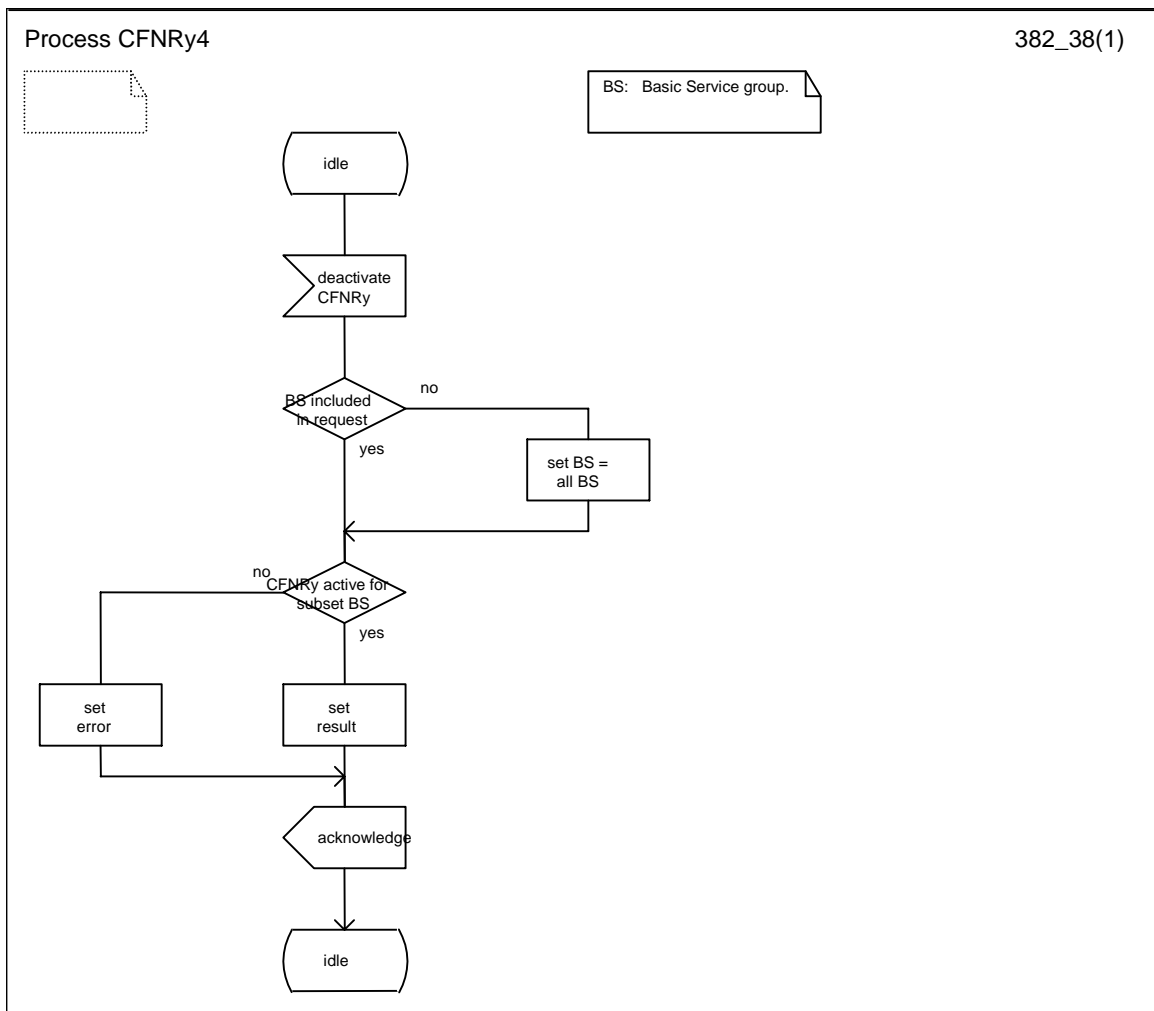 Process CFNRy4
382_38(1)
BS: Basic Service group.
idle
deactivate
CFNRy
BS included
in request
no
yes
set BS =
all BS
no
CFNRy active for
subset BS
yes
set
error
set
result
acknowledge
idle